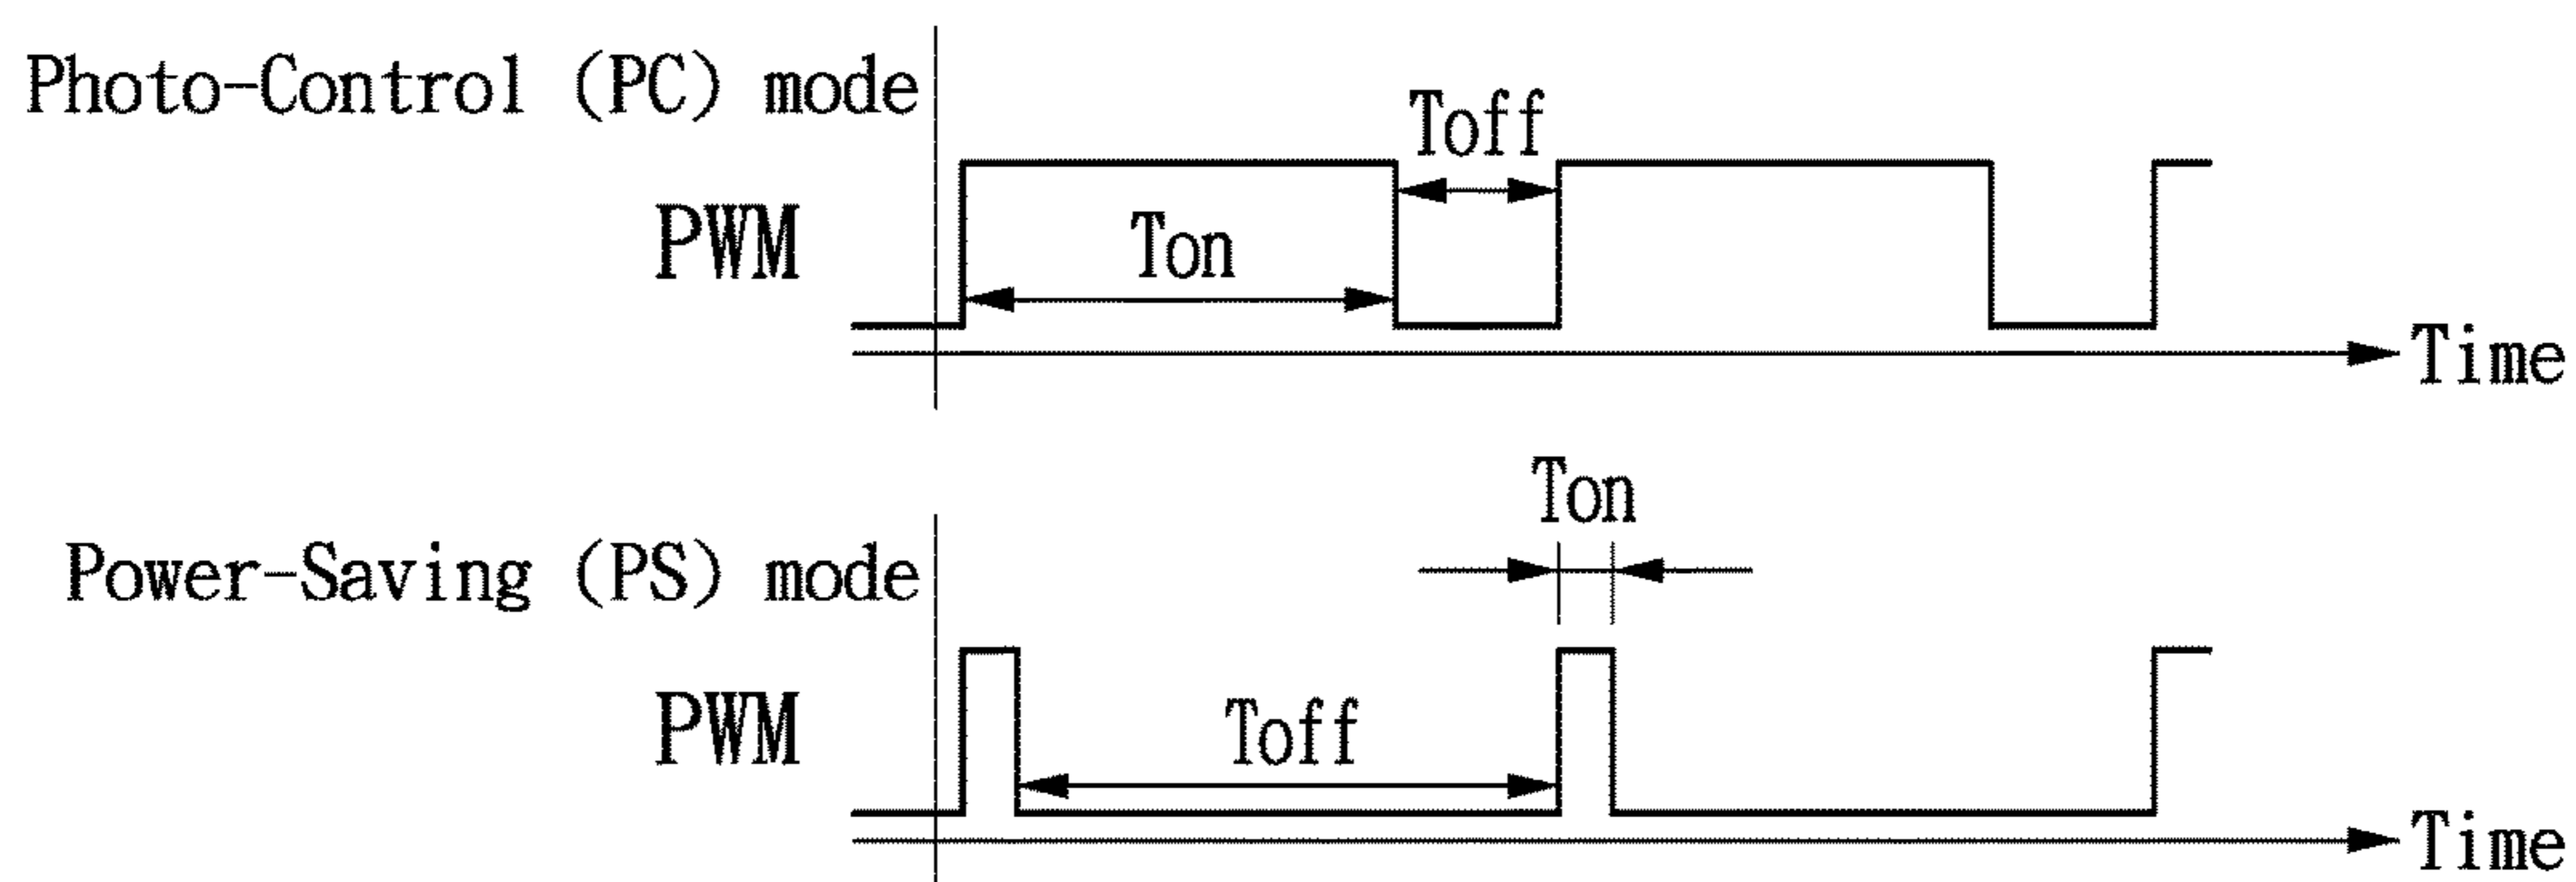 Photo-Control (PC) mode
Toff
PWM
Ton
Time
Ton
Power-Saving (PS) mode
PWM
Toff
Time